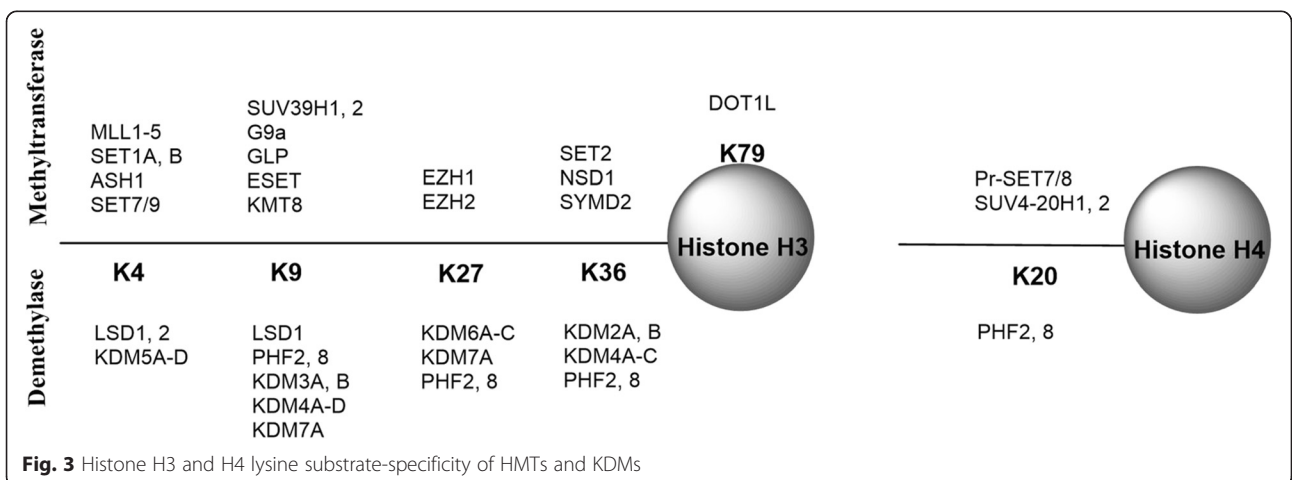 Methyltransferase
MLL1-5
SET1A, B
ASH1
SET7/9
SUV39H1, 2
G9a
GLP
ESET
KMT8
EZH1
EZH2
SET2
NSD1
SYMD2
DOT1L
K79
Histone H3
Pr-SET7/8
SUV4-20H1, 2
Histone H4
K4
K9
K27
K36
K20
Demethylase
LSD1, 2
KDM5A-D
LSD1
PHF2, 8
KDM3A, B
KDM4A-D
KDM7A
KDM6A-C
KDM7A
PHF2, 8
KDM2A, B
KDM4A-C
PHF2, 8
PHF2, 8
Fig. 3 Histone H3 and H4 lysine substrate-specificity of HMTs and KDMs